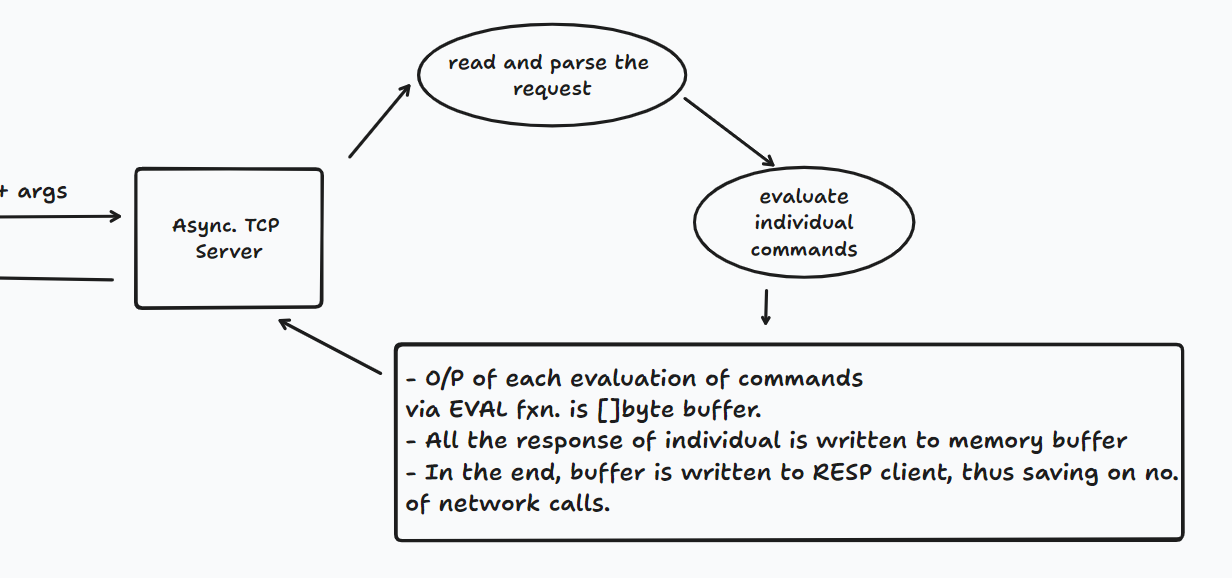 read and parse the
request
+ args
Async. TCP
Server
evaluate
individual
commands
- O/P of each evaluation of commands
via EVAL fxn. is []byte buffer.
- All the response of individual is written to memory buffer
- In the end, buffer is written to RESP client, thus saving on no.
of network calls.